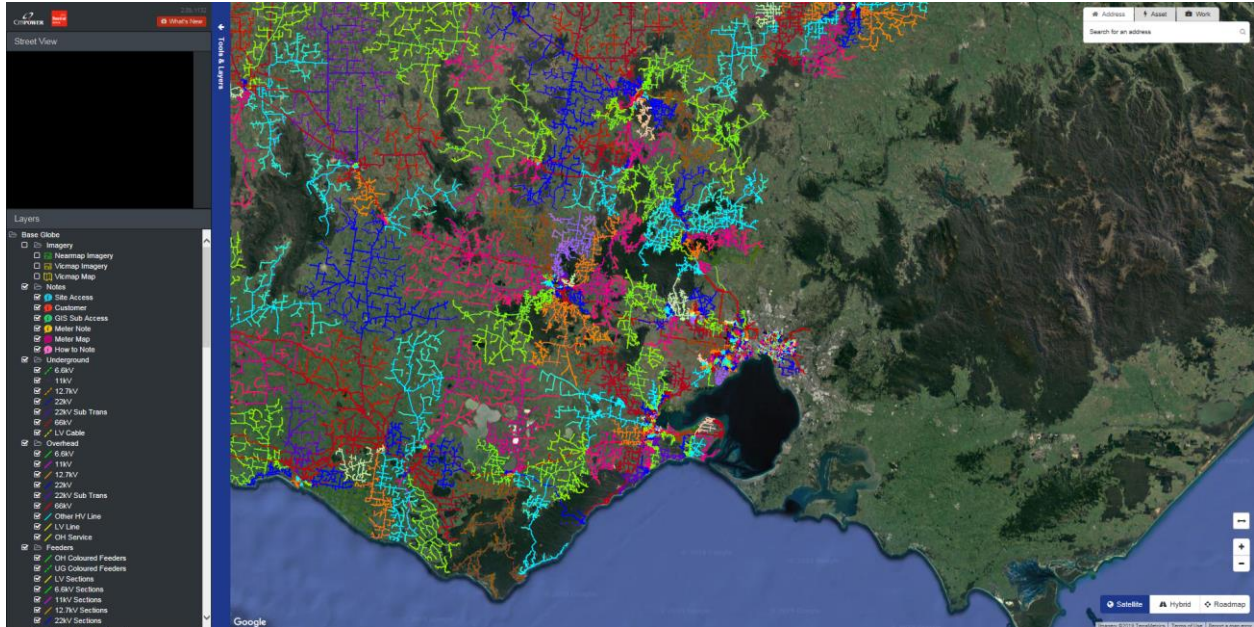 CITIPOWER
What's New
Street View
Layers
Base Globe
Imagery
Nearmap Imagery
Vicmap Imagery
Vicmap Map
Notes
Site Access
Customer
GIS Sub Access
Meter Note
Meter Map
How to Note
Underground
6.6kV
11kV
12.7kV
22kV
22kV Sub Trans
66kV
LV Cable
Overhead
6.6kV
11kV
12.7kV
22kV
22kV Sub Trans
66kV
Other HV Line
LV Line
OH Service
Feeders
OH Coloured Feeders
UG Coloured Feeders
LV Sections
6.6kV Sections
11kV Sections
12.7kV Sections
22kV Sections
Tools & Layers
Address Asset Work
Search for an address
Satellite Hybrid Roadmap
Google